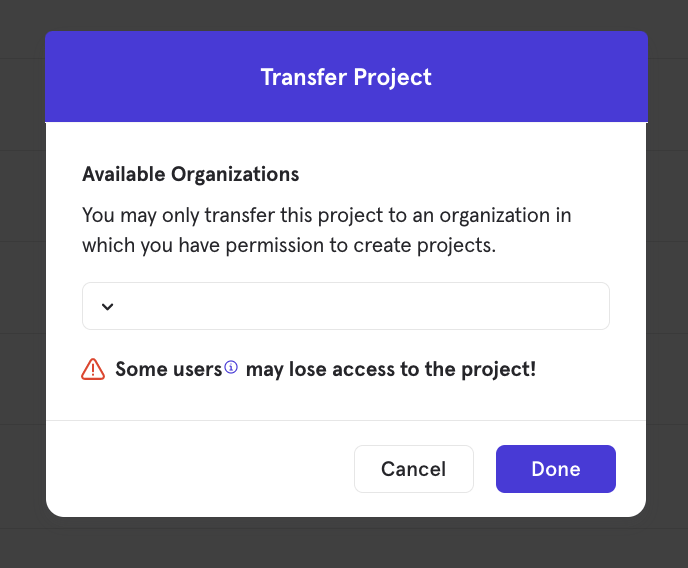 Transfer Project
Available Organizations
You may only transfer this project to an organization in
which you have permission to create projects.
Some users may lose access to the project!
Cancel
Done